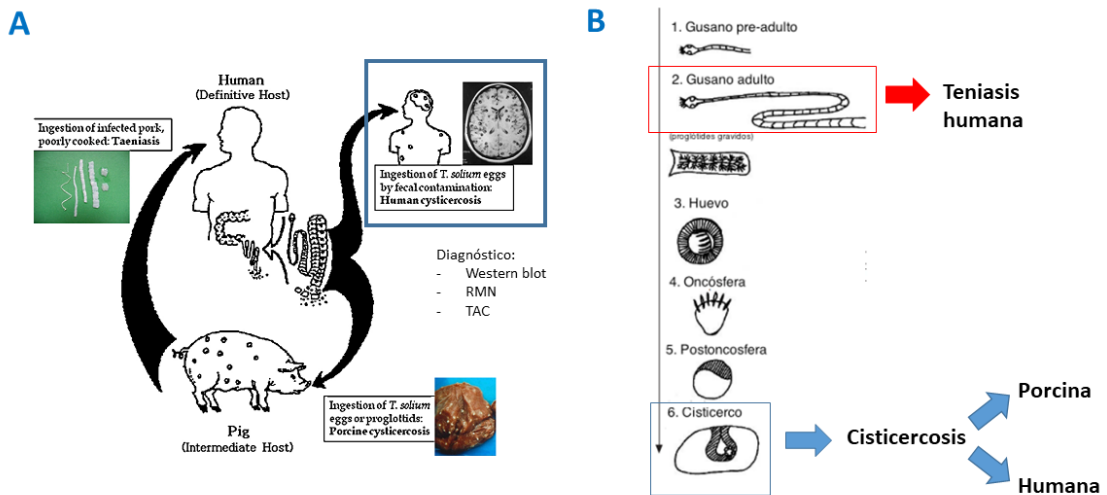 A
Human
(Definitive Host)
Ingestion of infected pork,
poorly cooked: Taeniasis
Ingestion of T. solium eggs
by fecal contamination:
Human cysticercosis
Diagnóstico:
- Western blot
- RMN
- TAC
Ingestion of T. solium
eggs or proglottids:
Porcine cysticercosis
Pig
(Intermediate Host)
B
1. Gusano pre-adulto
2. Gusano adulto
Teniasis
humana
(proglótides gravidos)
3. Huevo
4. Oncósfera
5. Postoncosfera
6. Cisticerco
Cisticercosis
Porcina
Humana